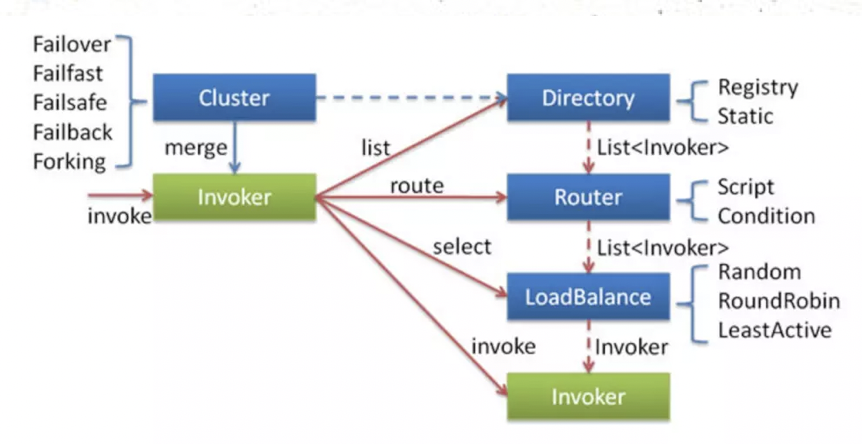 Failover
Failfast
Failsafe
Failback
Forking
Cluster
Directory
Registry
Static
merge
list
List<Invoker>
invoke
Invoker
route
Router
Script
Condition
select
List<Invoker>
LoadBalance
Random
RoundRobin
LeastActive
invoke
Invoker
Invoker